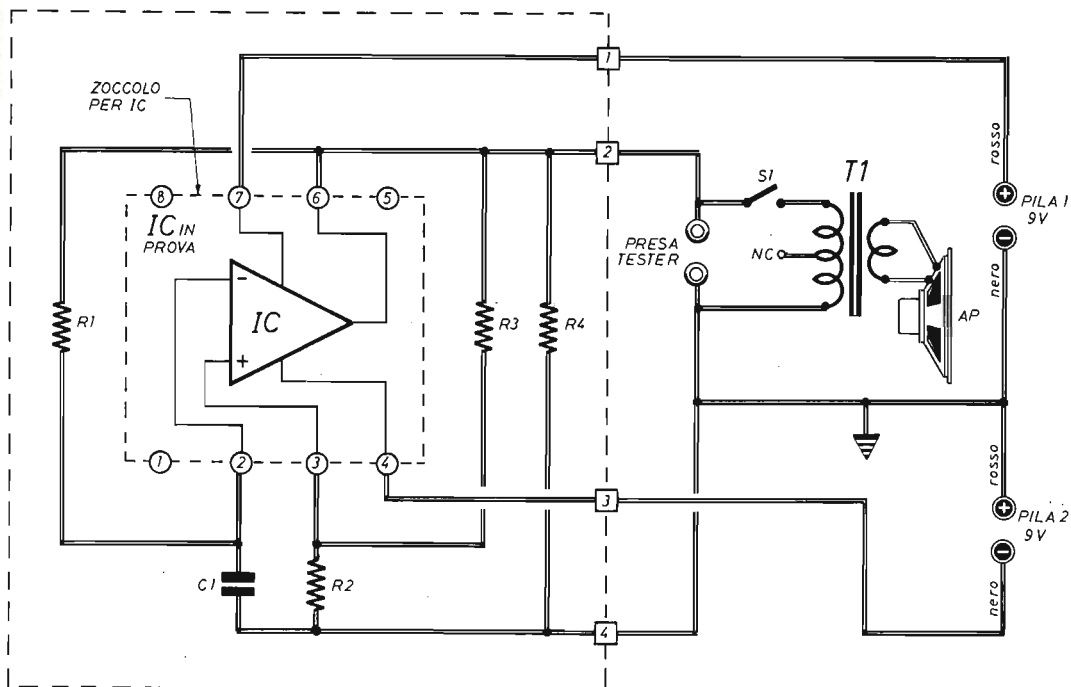 1
ZOCCOLO
PER IC
2
rosso
8
7
6
5
S1
T1
IC IN
PROVA
PILA 1
9V
PRESA
TESTER
NC
-
IC
+
R1
R3
R4
nero
AP
1
2
3
4
rosso
3
PILA 2
9V
C1
R2
nero
4